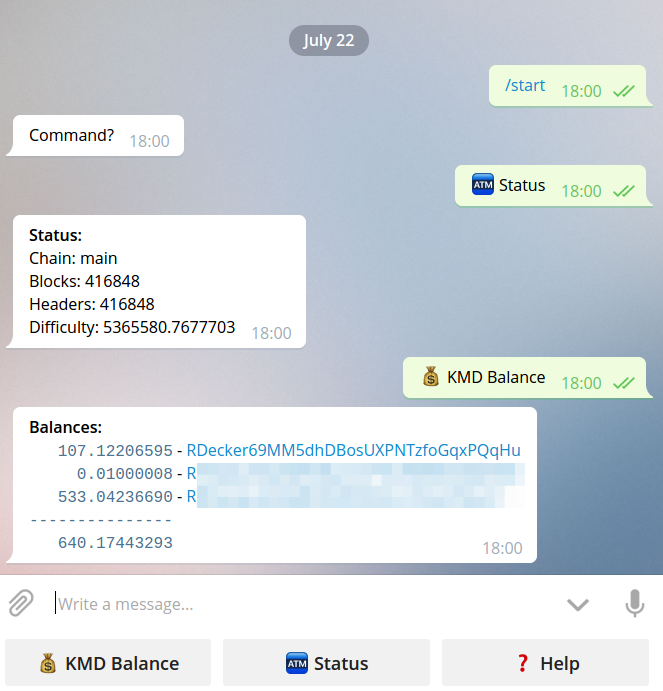 July 22
/start 18:00
Command? 18:00
ATM Status 18:00
Status:
Chain: main
Blocks: 416848
Headers: 416848
Difficulty: 5365580.7677703 18:00
KMD Balance 18:00
Balances:
107.12206595 - RDecker69MM5dhDBosUXPNTzfoGqxPQqHu
0.01000008 - R
533.04236690 - R
---------------
640.17443293 18:00
Write a message...
KMD Balance
ATM Status
❓ Help